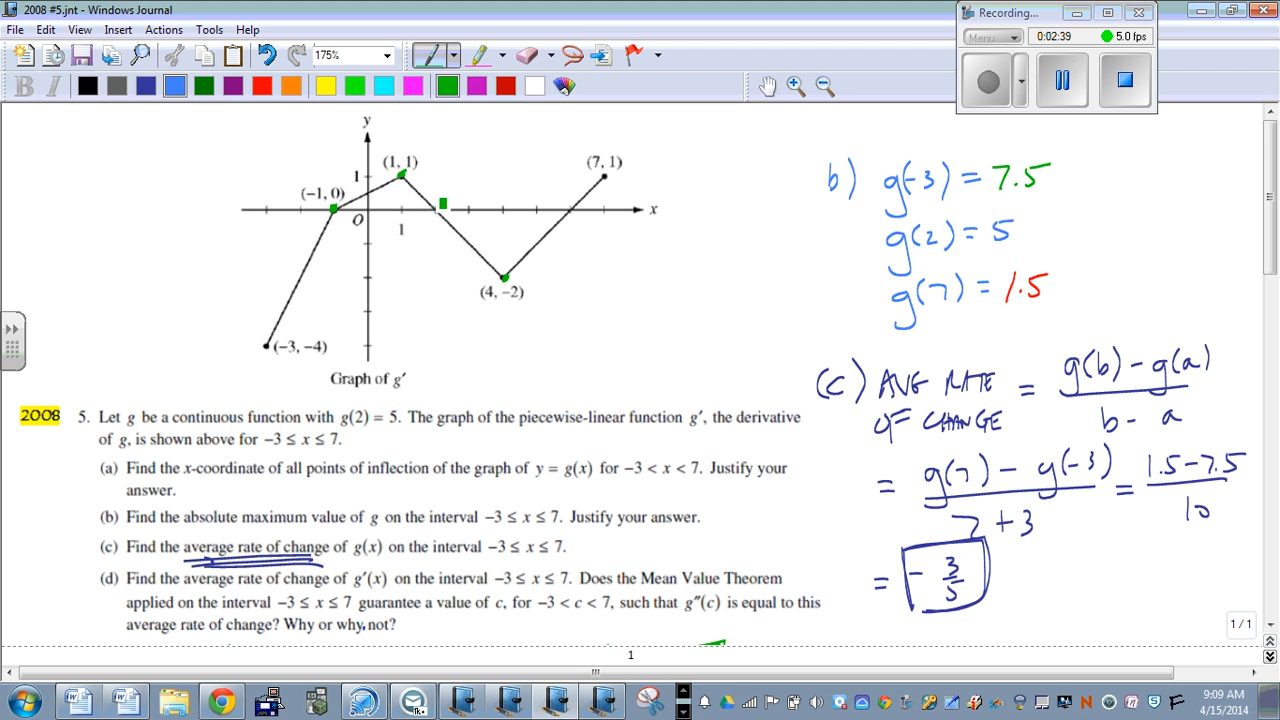 2008 #5.jnt - Windows Journal
Recording...
Menu
0:02:39
5.0 fps
File Edit View Insert Actions Tools Help
175%
B I
y
(1, 1)
(7, 1)
1
(−1, 0)
O
1
x
(4, −2)
(−3, −4)
Graph of g′
2008 5. Let g be a continuous function with g(2) = 5. The graph of the piecewise-linear function g′, the derivative
of g, is shown above for −3 ≤ x ≤ 7.
(a) Find the x-coordinate of all points of inflection of the graph of y = g(x) for −3 < x < 7. Justify your
answer.
(b) Find the absolute maximum value of g on the interval −3 ≤ x ≤ 7. Justify your answer.
(c) Find the average rate of change of g(x) on the interval −3 ≤ x ≤ 7.
(d) Find the average rate of change of g′(x) on the interval −3 ≤ x ≤ 7. Does the Mean Value Theorem
applied on the interval −3 ≤ x ≤ 7 guarantee a value of c, for −3 < c < 7, such that g″(c) is equal to this
average rate of change? Why or why not?
b) g(-3) = 7.5
g(2) = 5
g(7) = 1.5
(c) AVG RATE = g(b) - g(a)
OF CHANGE b - a
= g(7) - g(-3) = 1.5 - 7.5
7 + 3 10
= - 3
5
1 / 1
1
9:09 AM
4/15/2014